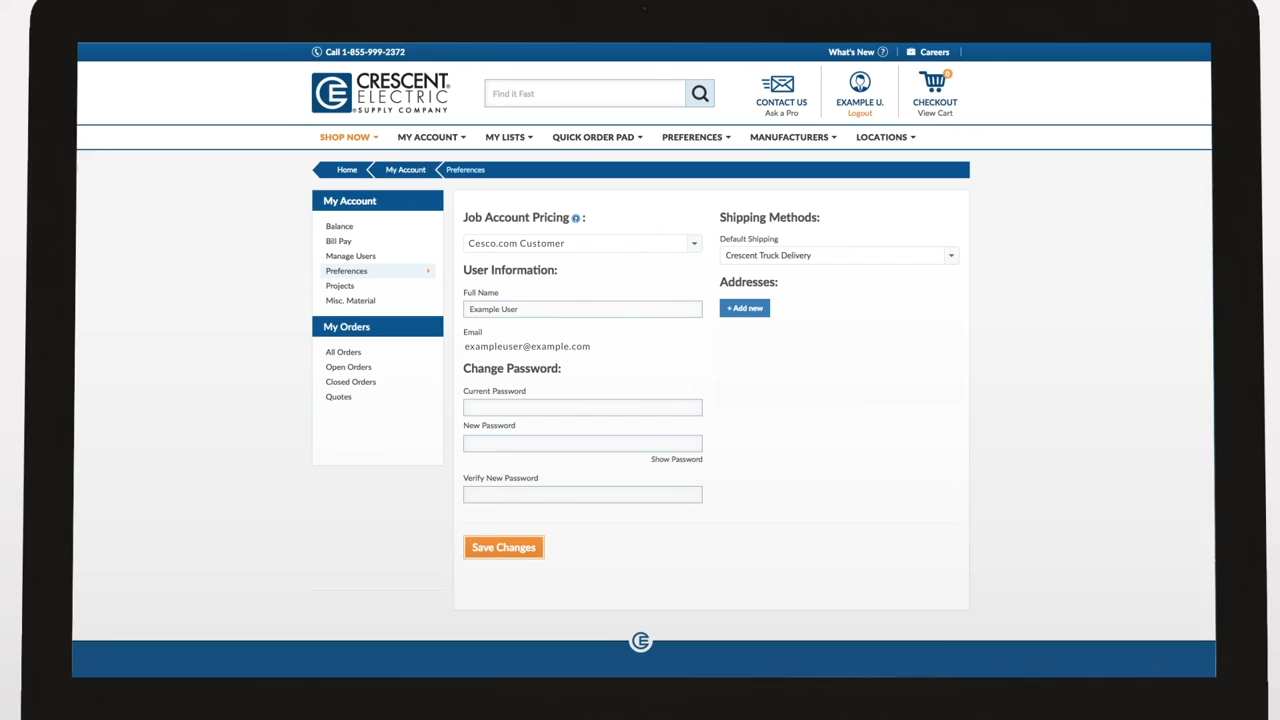 Call 1-855-999-2372
What's New ?
Careers
CRESCENT
ELECTRIC
SUPPLY COMPANY
Find it Fast
CONTACT US
Ask a Pro
EXAMPLE U.
Logout
0
CHECKOUT
View Cart
SHOP NOW
MY ACCOUNT
MY LISTS
QUICK ORDER PAD
PREFERENCES
MANUFACTURERS
LOCATIONS
Home
My Account
Preferences
My Account
Balance
Bill Pay
Manage Users
Preferences
Projects
Misc. Material
My Orders
All Orders
Open Orders
Closed Orders
Quotes
Job Account Pricing :
Cesco.com Customer
User Information:
Full Name
Example User
Email
exampleuser@example.com
Change Password:
Current Password
New Password
Show Password
Verify New Password
Save Changes
Shipping Methods:
Default Shipping
Crescent Truck Delivery
Addresses:
+ Add new